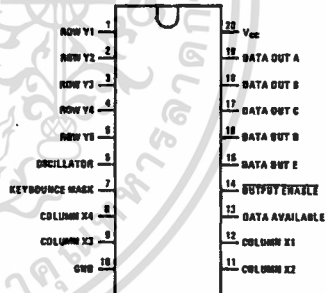 ROW Y1 1
ROW Y2 2
ROW Y3 3
ROW Y4 4
ROW Y5 5
OSCILLATOR 6
KEYBOUNCE MASK 7
COLUMN X4 8
COLUMN X3 9
GND 10
20 VCC
19 DATA OUT A
18 DATA OUT B
17 DATA OUT C
16 DATA OUT D
15 DATA OUT E
14 OUTPUT ENABLE
13 DATA AVAILABLE
12 COLUMN X1
11 COLUMN X2